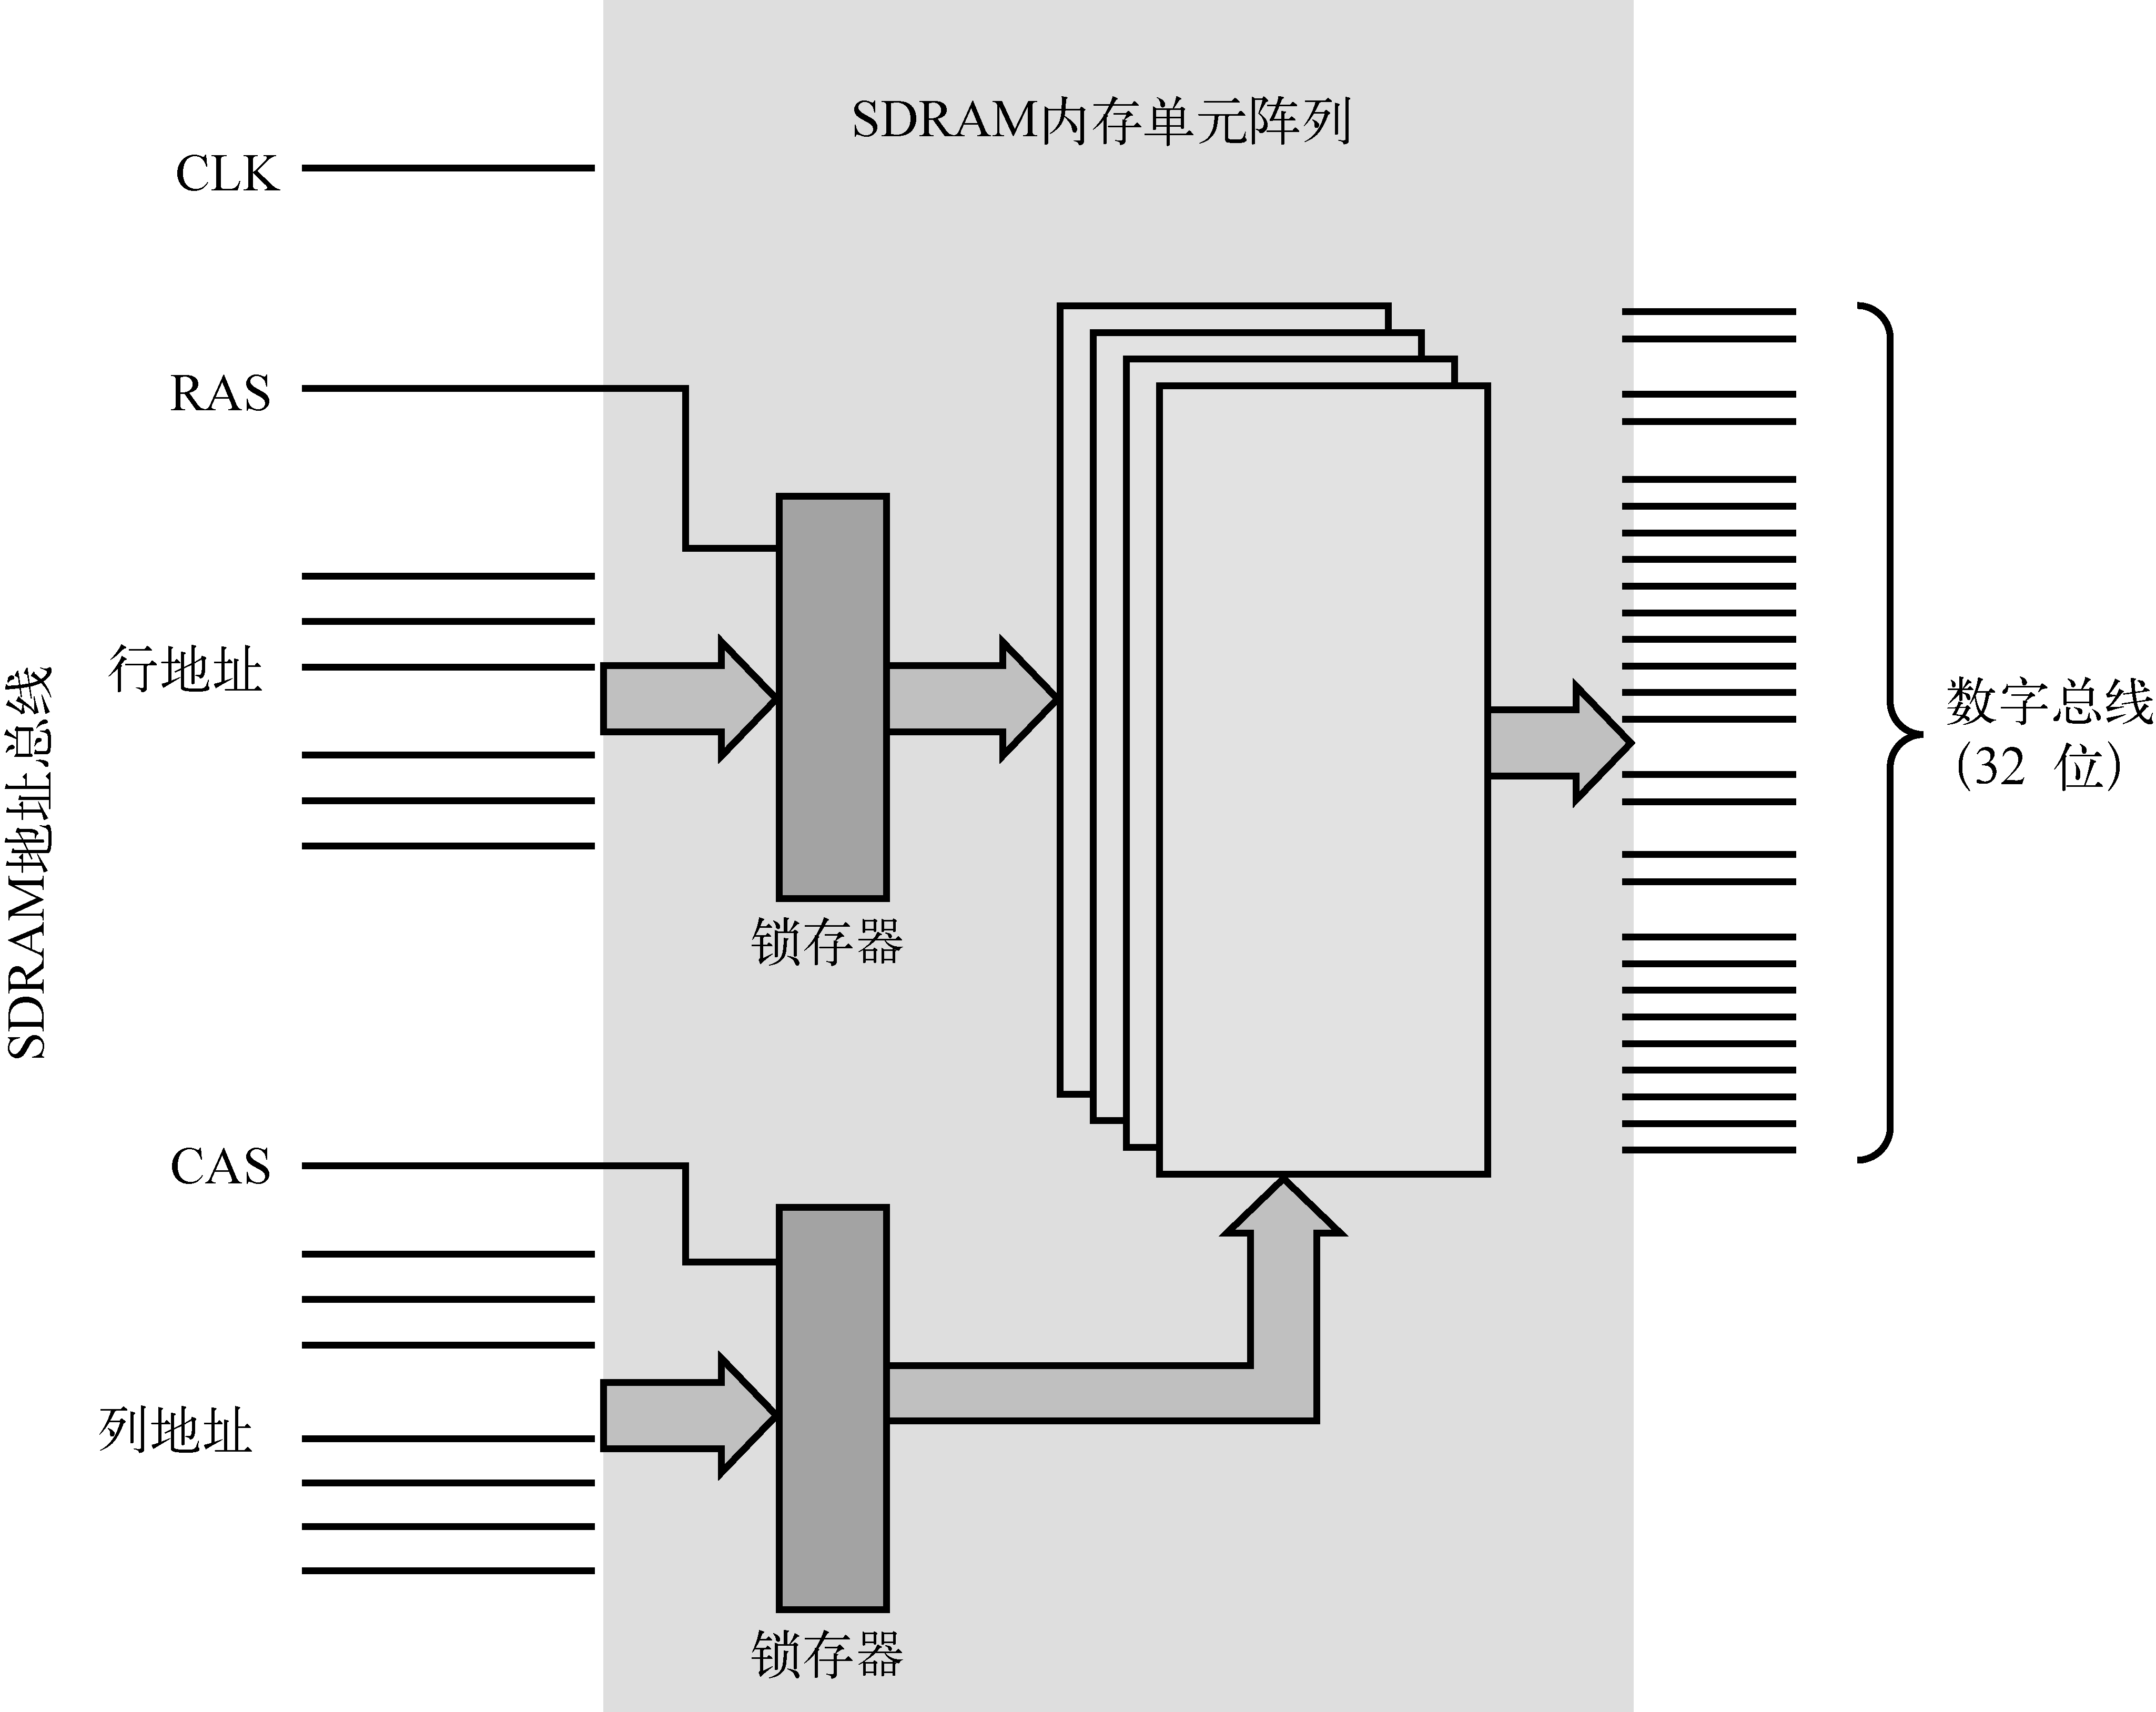 SDRAM内存单元阵列
CLK
RAS
行地址
SDRAM地址总线
锁存器
CAS
列地址
锁存器
数字总线
(32 位)